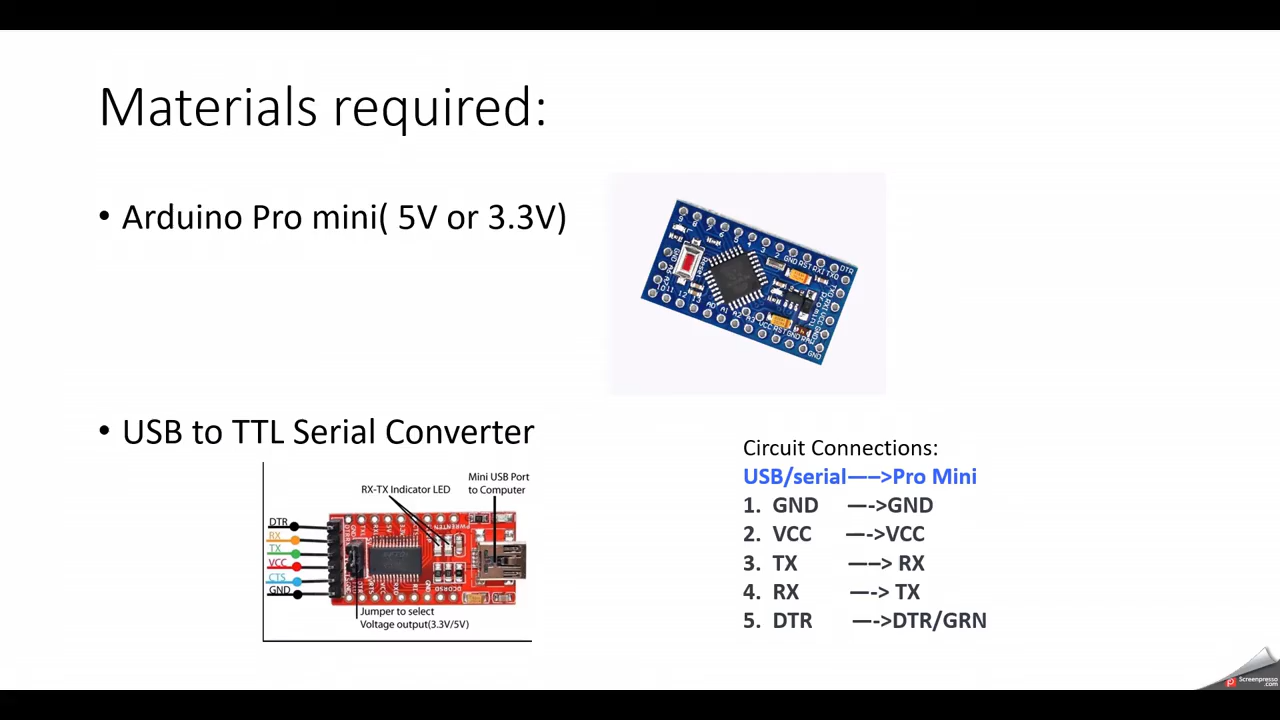 Materials required:
• Arduino Pro mini( 5V or 3.3V)
• USB to TTL Serial Converter
Mini USB Port
to Computer
RX-TX Indicator LED
DTR
RX
TX
VCC
CTS
GND
Jumper to select
Voltage output(3.3V/5V)
Circuit Connections:
USB/serial—–>Pro Mini
1. GND —->GND
2. VCC —->VCC
3. TX —–> RX
4. RX —-> TX
5. DTR —->DTR/GRN
Screenpresso
.com